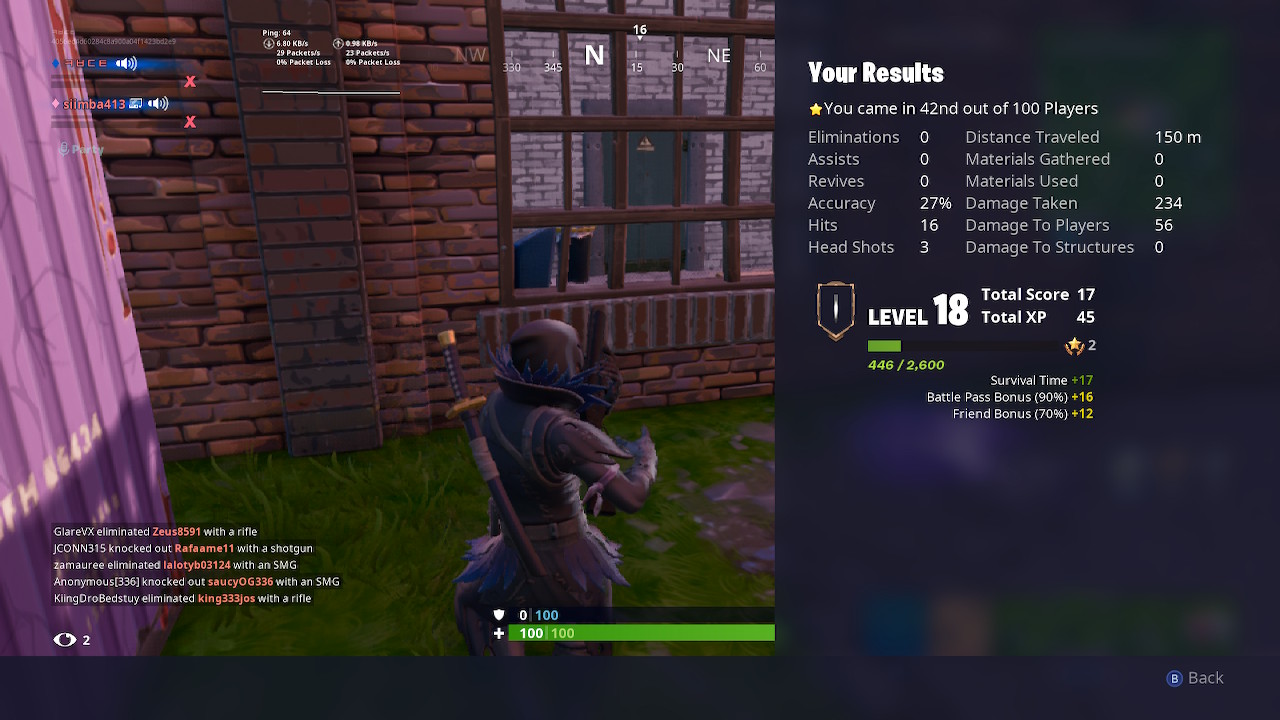 Ping: 64
6.80 KB/s 0.98 KB/s
29 Packets/s 23 Packets/s
0% Packet Loss 0% Packet Loss
16
NW 330 345 N 15 30 NE 60
siimba413
Party
GlareVX eliminated Zeus8591 with a rifle
JCONN315 knocked out Rafaame11 with a shotgun
zamauree eliminated lalotyb03124 with an SMG
Anonymous[336] knocked out saucyOG336 with an SMG
KiingDroBedstuy eliminated king333jos with a rifle
2
0 | 100
100 | 100
Your Results
You came in 42nd out of 100 Players
Eliminations 0 Distance Traveled 150 m
Assists 0 Materials Gathered 0
Revives 0 Materials Used 0
Accuracy 27% Damage Taken 234
Hits 16 Damage To Players 56
Head Shots 3 Damage To Structures 0
LEVEL 18
Total Score 17
Total XP 45
2
446 / 2,600
Survival Time +17
Battle Pass Bonus (90%) +16
Friend Bonus (70%) +12
B Back